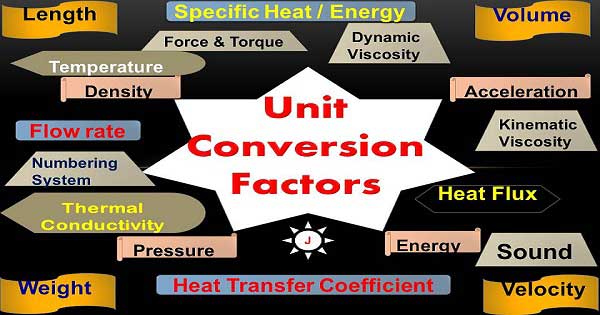 Length
Specific Heat / Energy
Volume
Force & Torque
Dynamic
Viscosity
Temperature
Density
Acceleration
Unit
Conversion
Factors
Flow rate
Kinematic
Viscosity
Numbering
System
Heat Flux
Thermal
Conductivity
Pressure
J
Energy
Sound
Weight
Heat Transfer Coefficient
Velocity